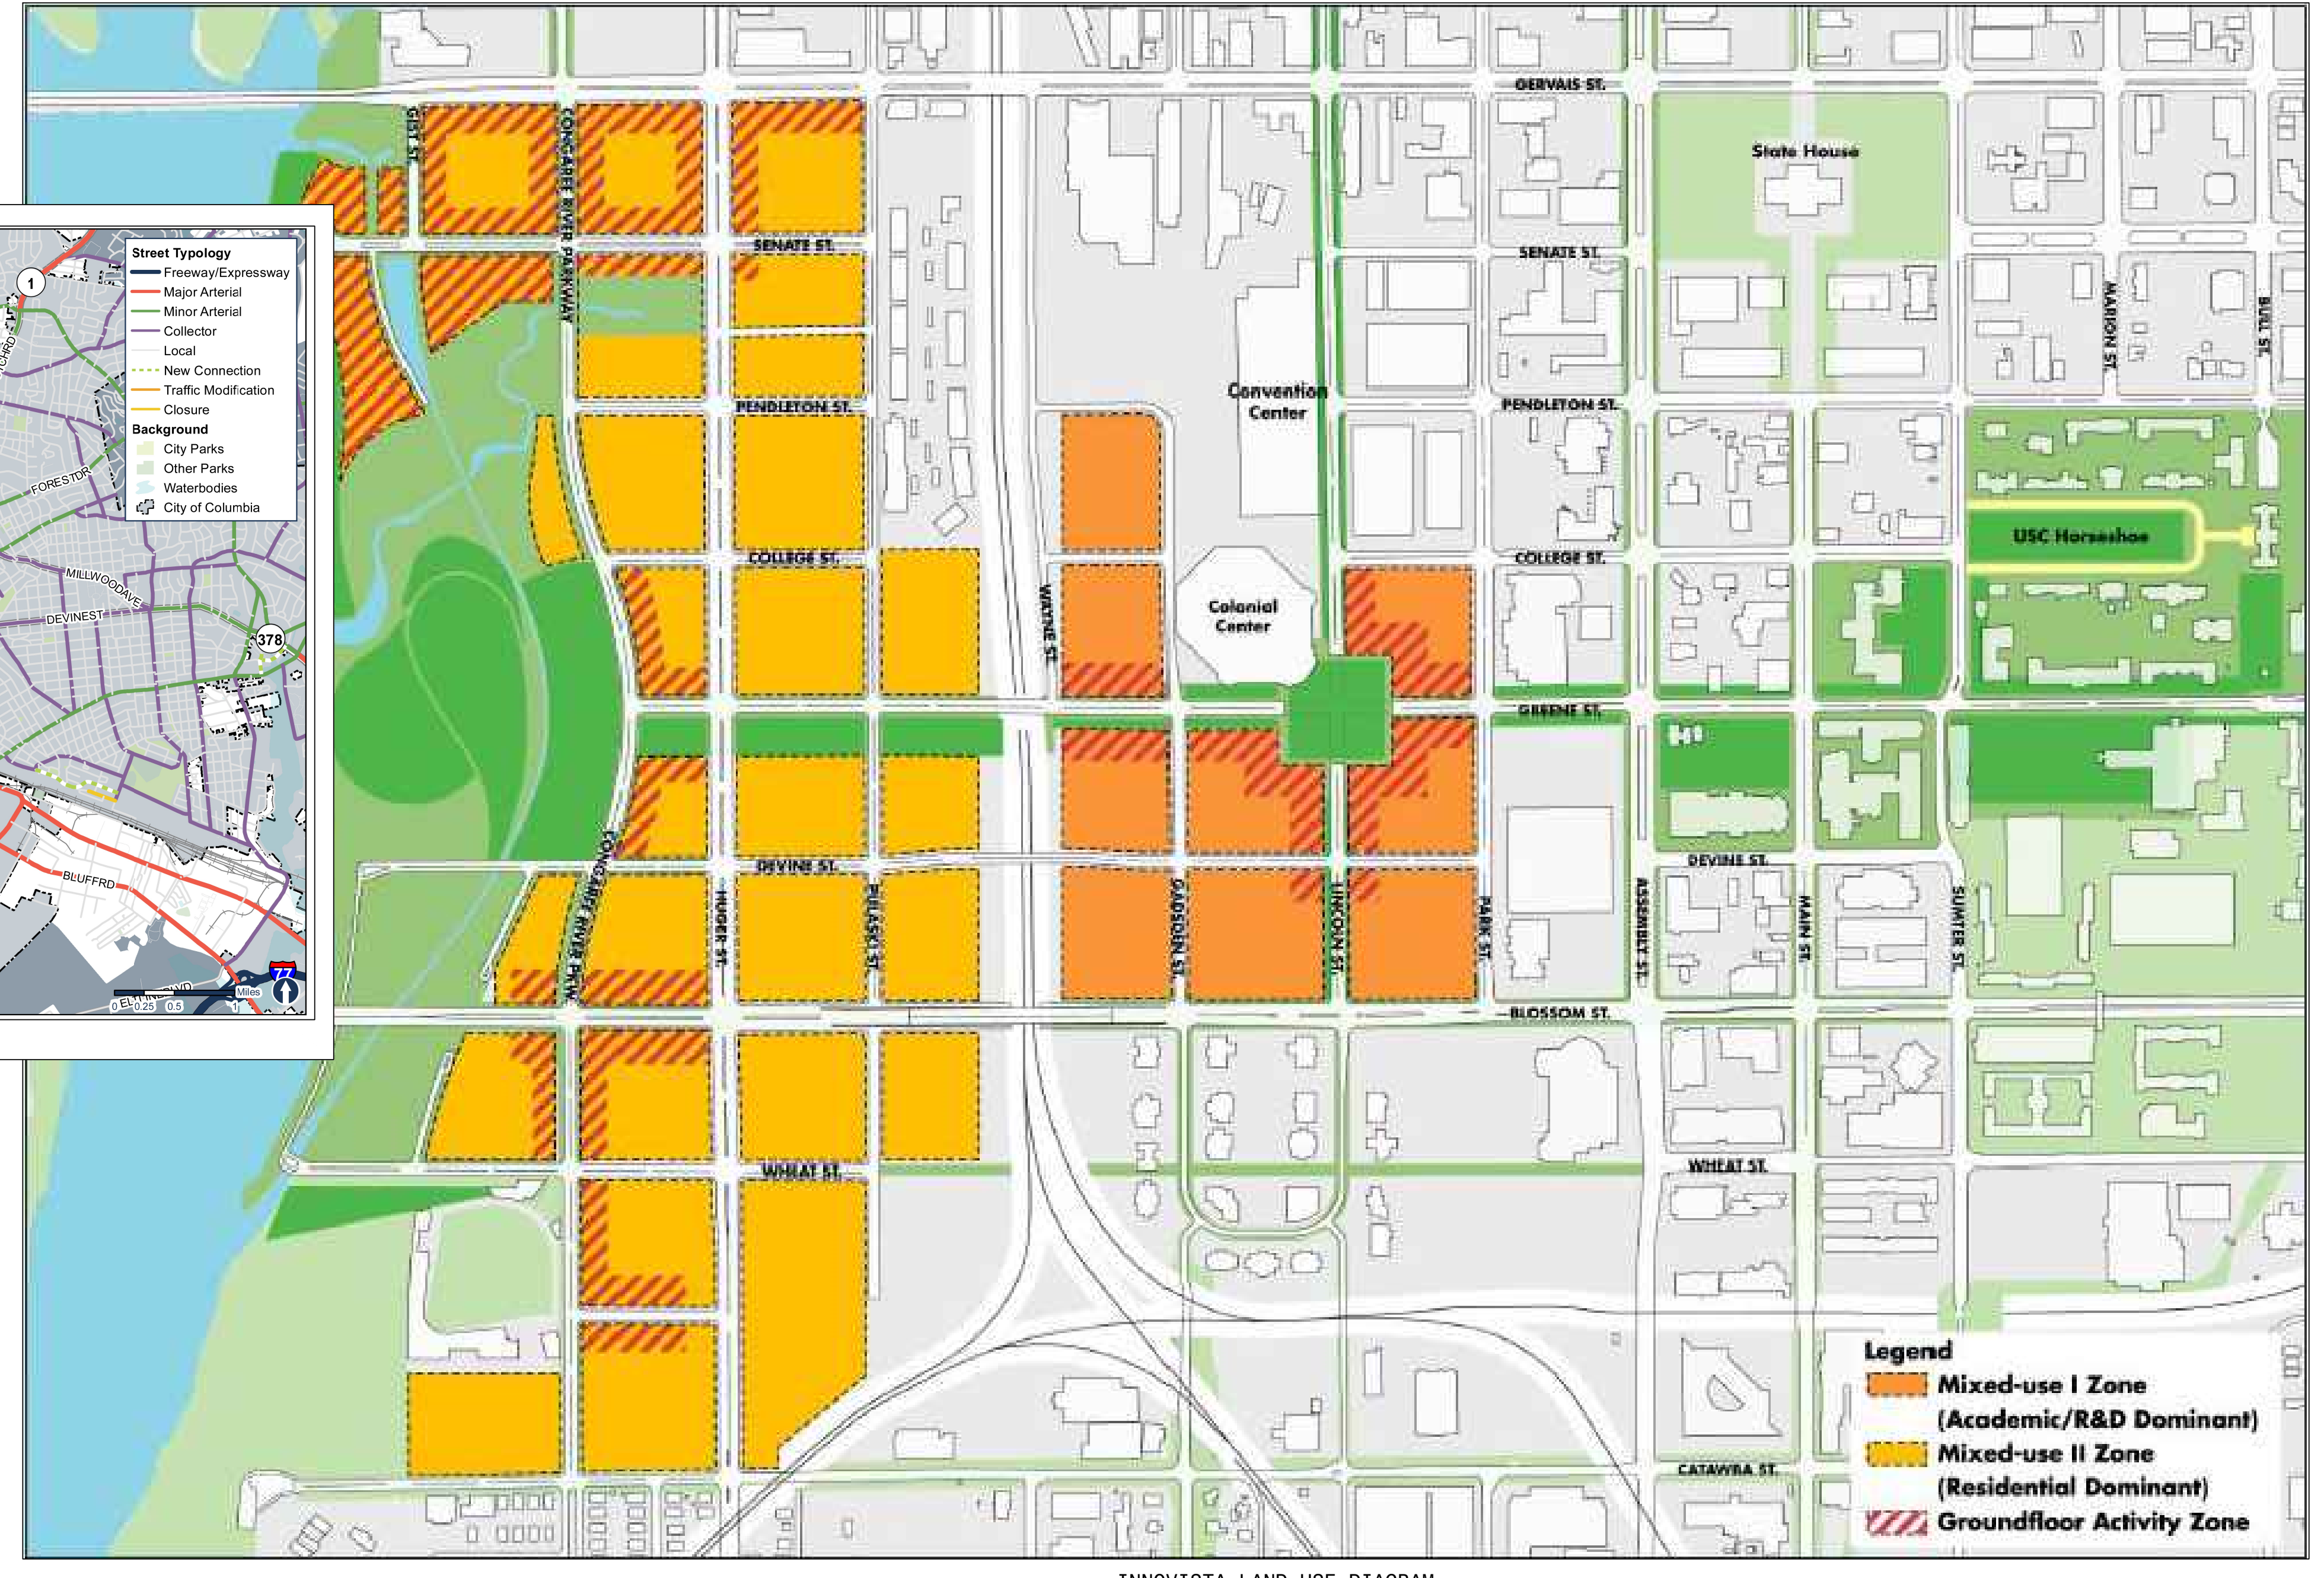 GERVAIS ST.
GIST ST.
CONGAREE RIVER PARKWAY
State House
SENATE ST.
SENATE ST.
MARION ST.
BULL ST.
Convention
Center
PENDLETON ST.
PENDLETON ST.
USC Horseshoe
COLLEGE ST.
COLLEGE ST.
WAYNE ST.
Colonial
Center
GREENE ST.
DEVINE ST.
DEVINE ST.
CONGAREE RIVER PKW
HUGER ST.
PULASKI ST.
GADSDEN ST.
LINCOLN ST.
PARK ST.
ASSEMBLY ST.
MAIN ST.
SUMTER ST.
BLOSSOM ST.
WHEAT ST.
WHEAT ST.
CATAWBA ST.
Legend
Mixed-use I Zone
(Academic/R&D Dominant)
Mixed-use II Zone
(Residential Dominant)
Groundfloor Activity Zone
Street Typology
Freeway/Expressway
Major Arterial
Minor Arterial
Collector
Local
New Connection
Traffic Modification
Closure
Background
City Parks
Other Parks
Waterbodies
City of Columbia
1
FORESTDR
MILLWOODAVE
DEVINEST
378
BLUFFRD
77
Miles
0 0.25 0.5 1